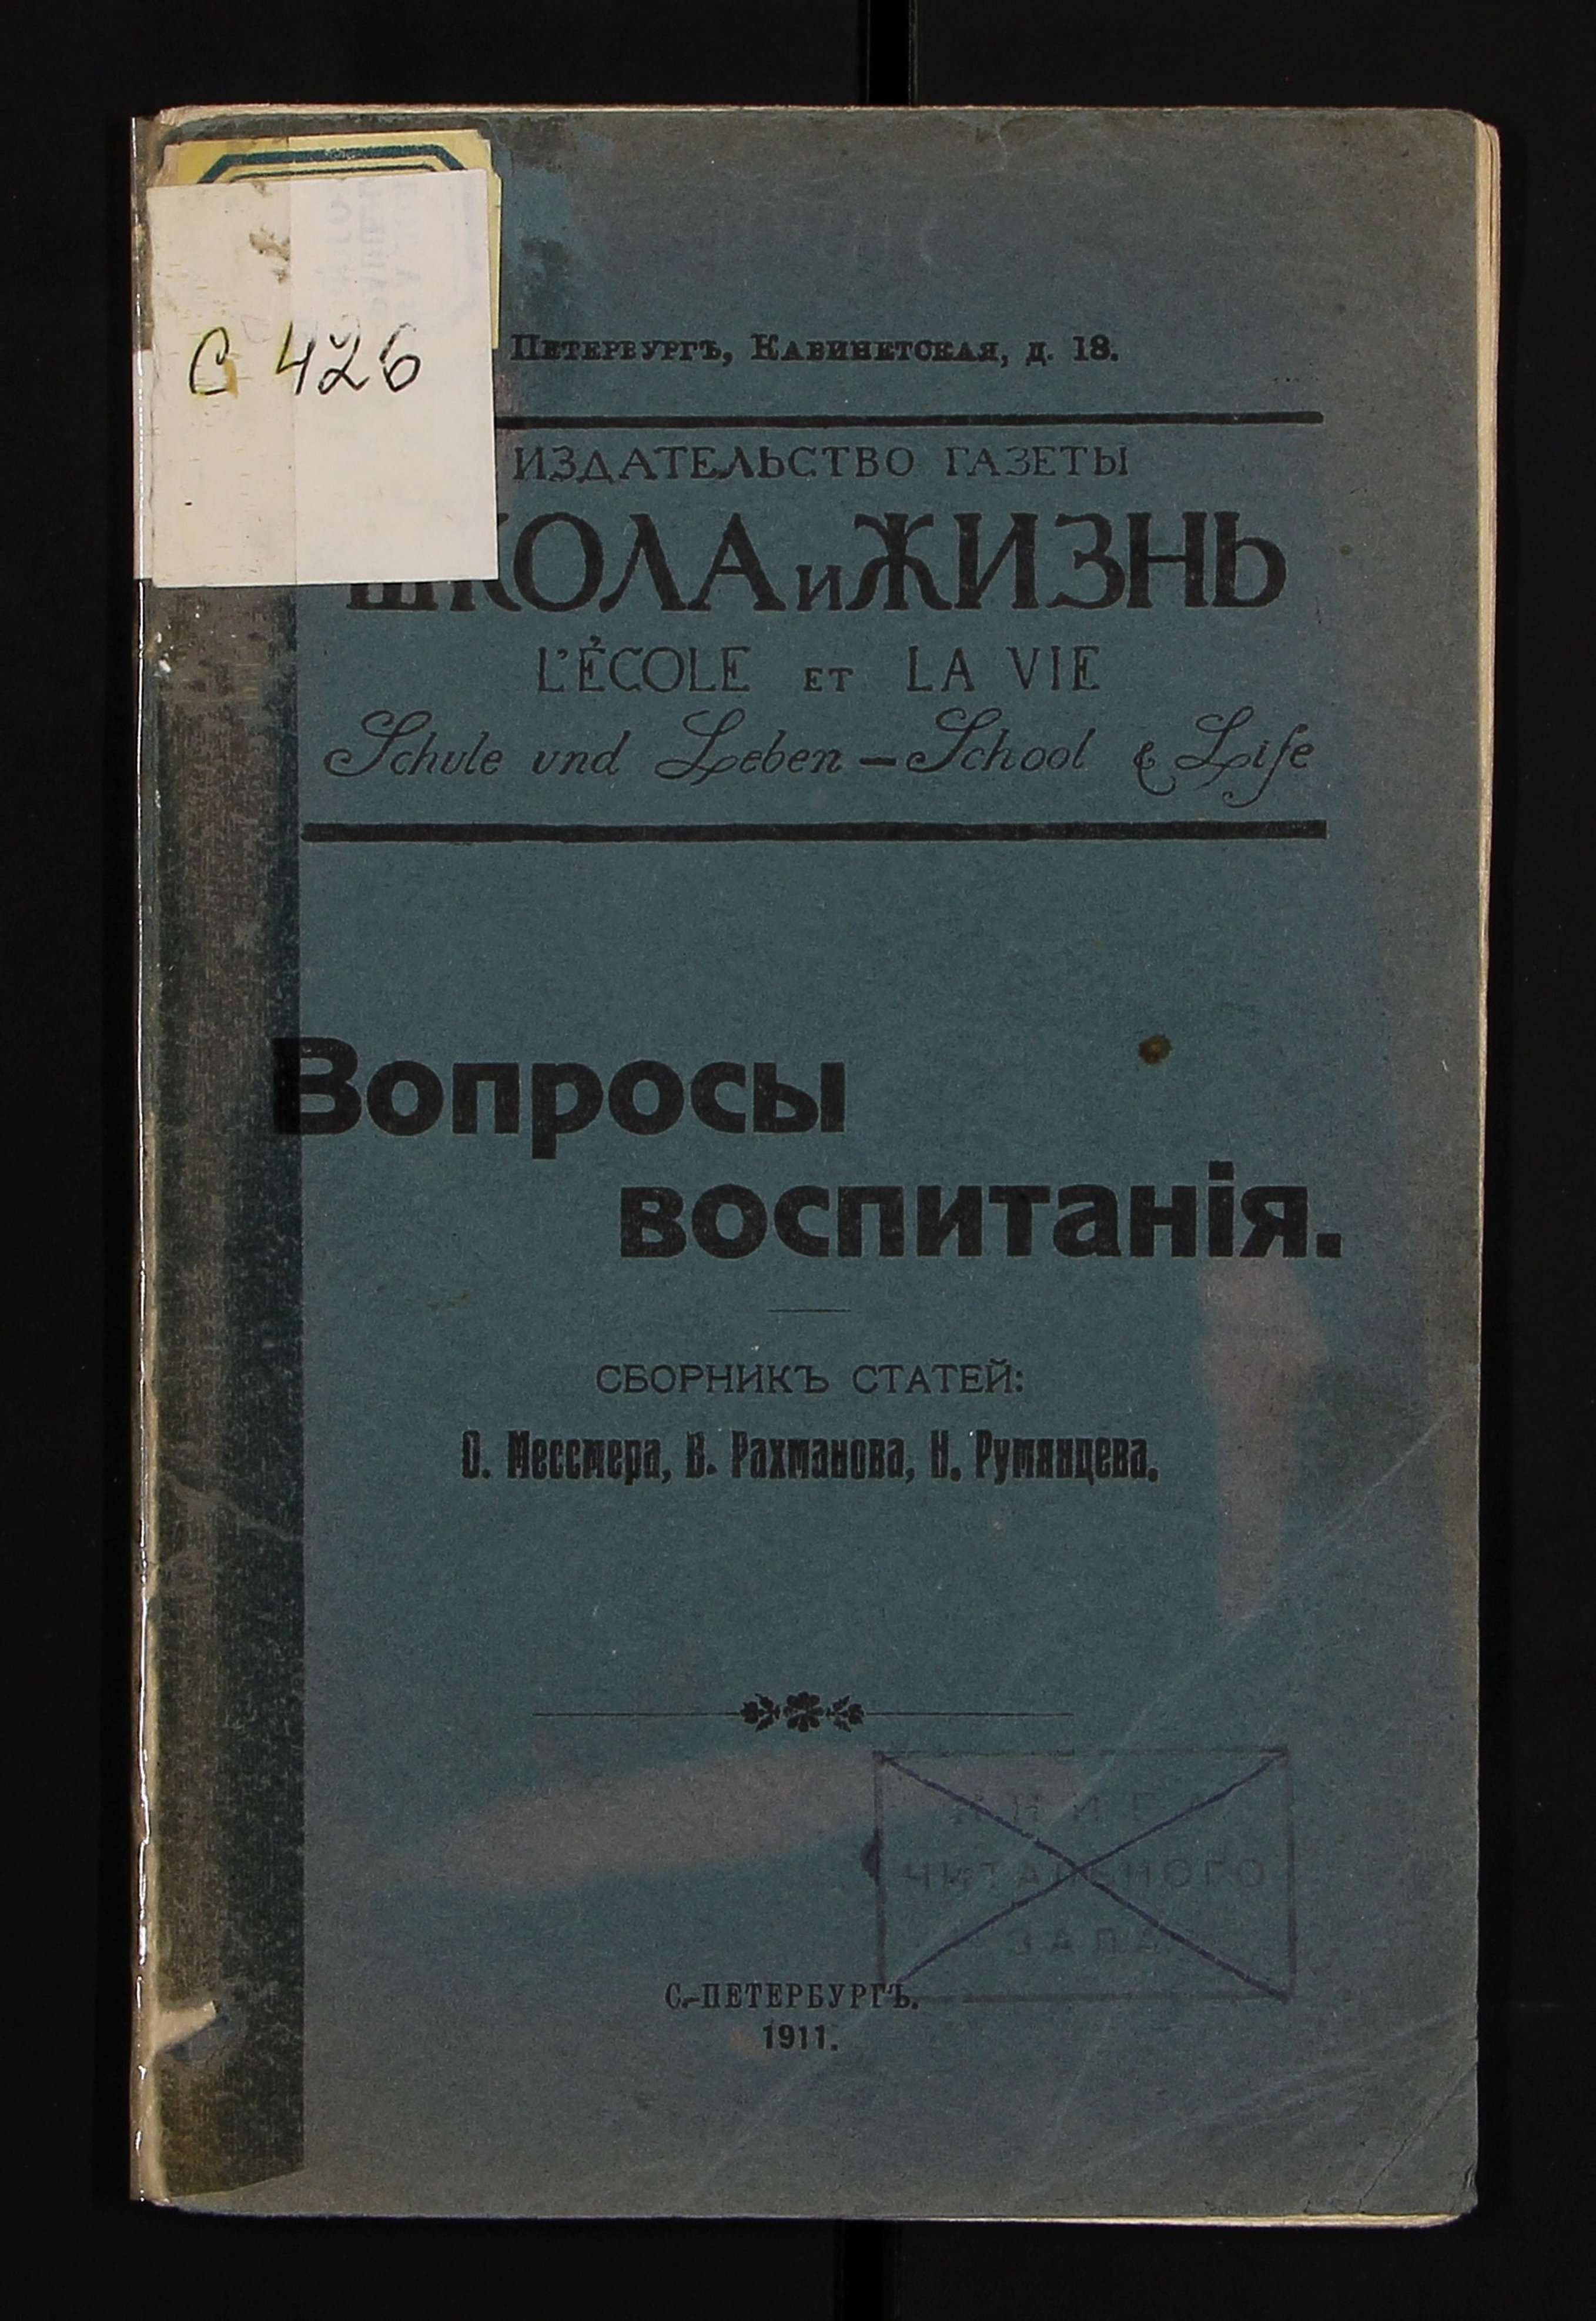 С 426
Петербургъ, Кабинетская, д. 18.
ИЗДАТЕЛЬСТВО ГАЗЕТЫ
ШКОЛА и ЖИЗНЬ
L'ÉCOLE ET LA VIE
Schule und Leben — School & Life
Вопросы
воспитанія.
СБОРНИКЪ СТАТЕЙ:
О. Мессмера, В. Рахманова, Н. Румянцева.
ЧИТАЛЬНОГО
ЗАЛА
С.-ПЕТЕРБУРГЪ.
1911.